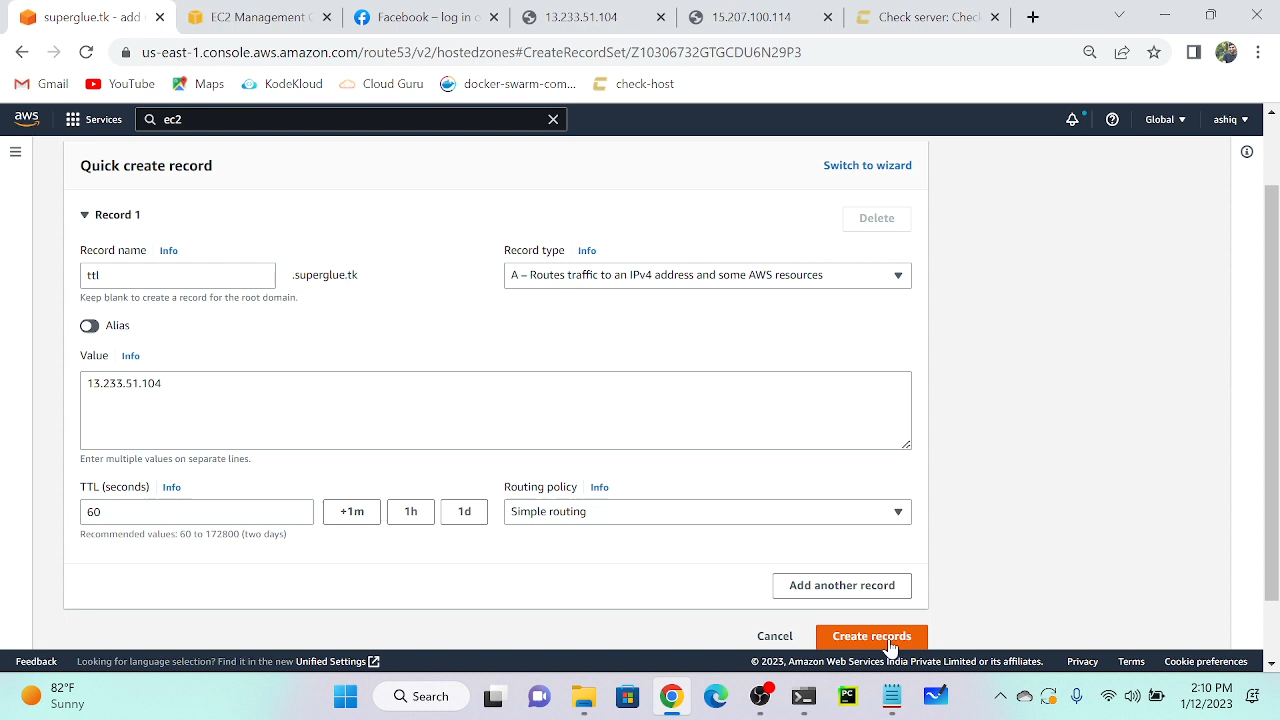 superglue.tk - add
EC2 Management C
Facebook – log in o
13.233.51.104
17.100.114
Check server: Check
us-east-1.console.aws.amazon.com/route53/v2/hostedzones#CreateRecordSet/Z10306732GTGCDU6N29P3
Gmail
YouTube
Maps
KodeKloud
Cloud Guru
docker-swarm-com...
check-host
aws
Services
ec2
Global
ashiq
Quick create record
Switch to wizard
Record 1
Delete
Record name Info
Record type Info
ttl
.superglue.tk
A – Routes traffic to an IPv4 address and some AWS resources
Keep blank to create a record for the root domain.
Alias
Value Info
13.233.51.104
Enter multiple values on separate lines.
TTL (seconds) Info
Routing policy Info
60
+1m
1h
1d
Simple routing
Recommended values: 60 to 172800 (two days)
Add another record
Cancel
Create records
Feedback
Looking for language selection? Find it in the new Unified Settings
© 2023, Amazon Web Services India Private Limited or its affiliates.
Privacy
Terms
Cookie preferences
82°F
Sunny
Search
PC
2:10 PM
1/12/2023